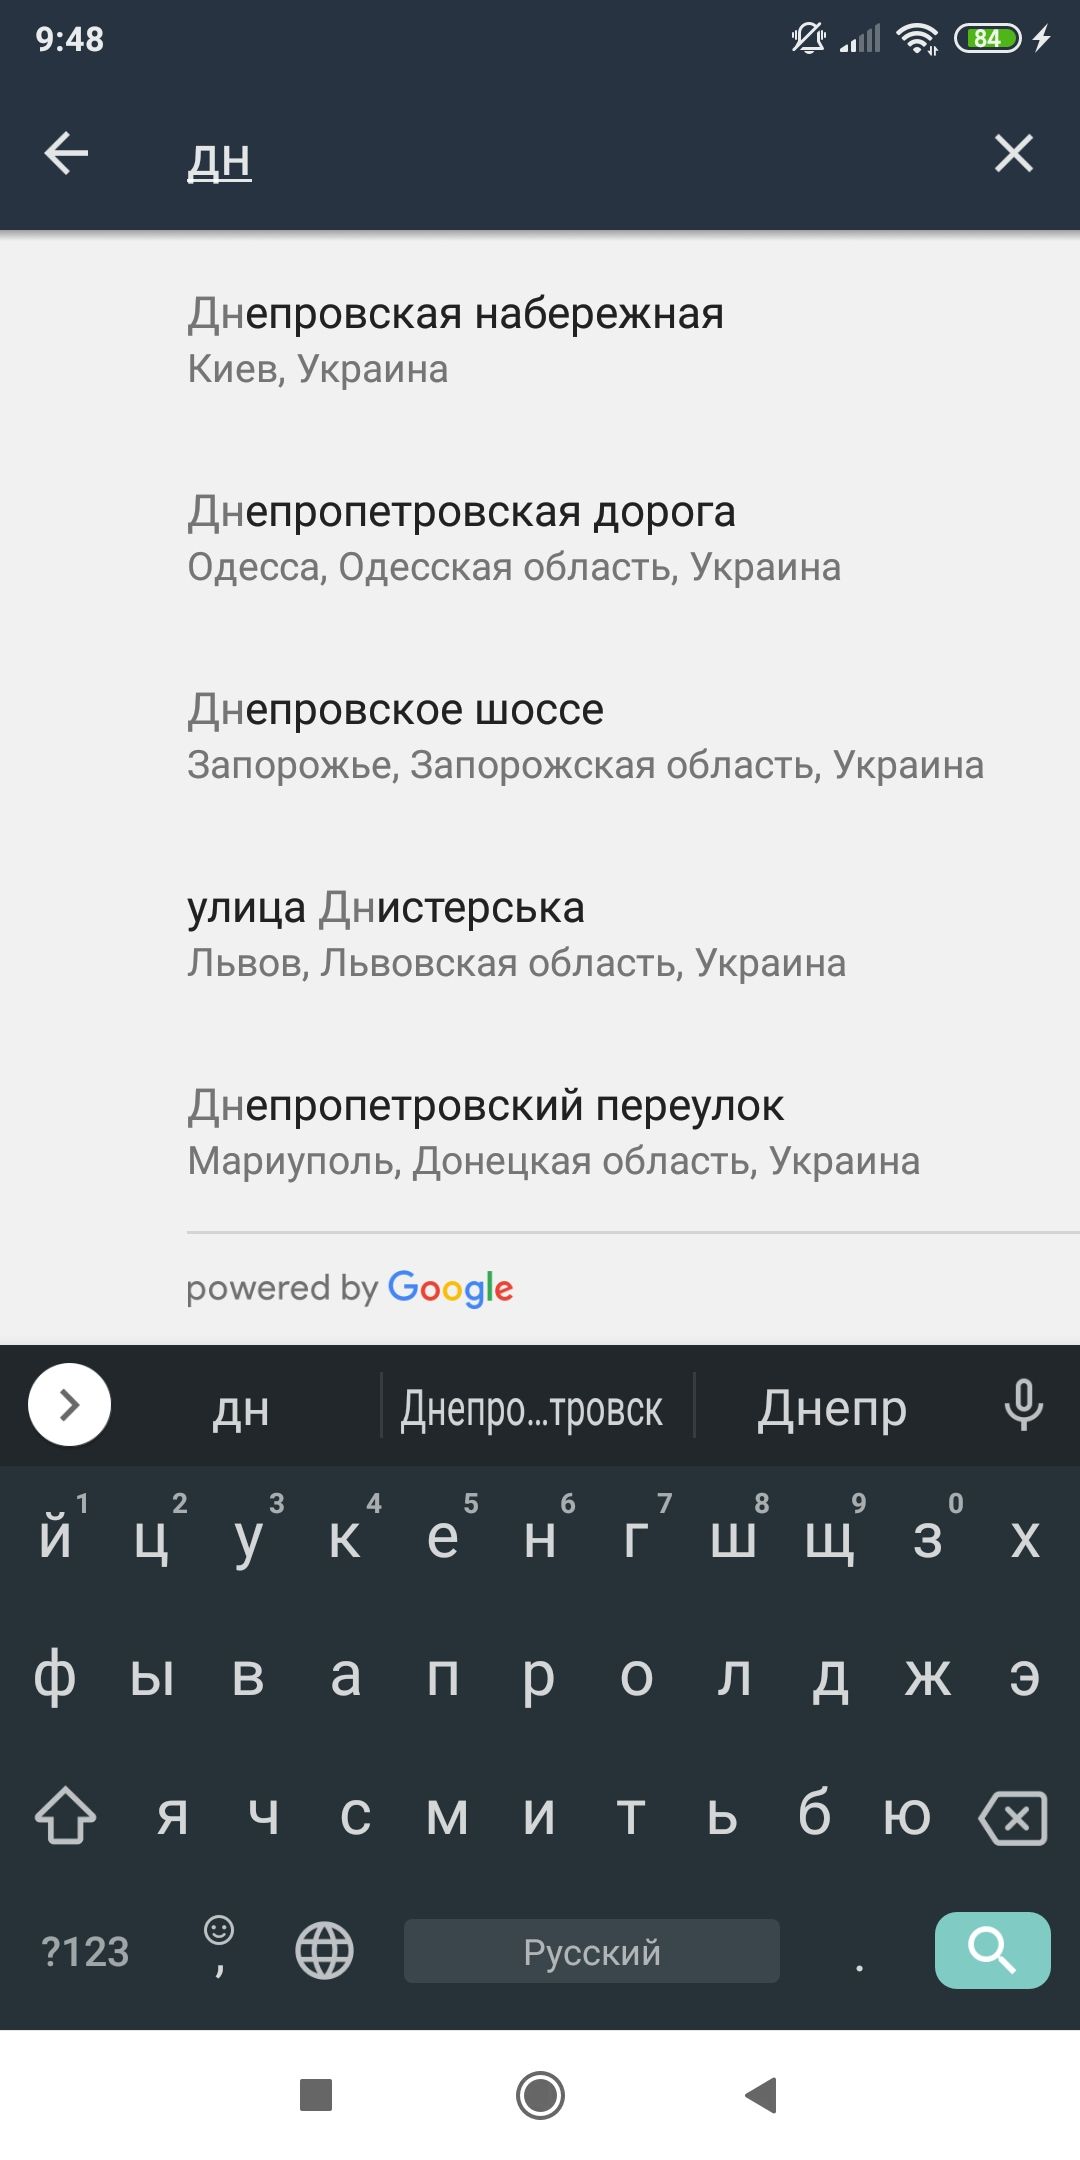 9:48
84
дн
Днепровская набережная
Киев, Украина
Днепропетровская дорога
Одесса, Одесская область, Украина
Днепровское шоссе
Запорожье, Запорожская область, Украина
улица Днистерська
Львов, Львовская область, Украина
Днепропетровский переулок
Мариуполь, Донецкая область, Украина
powered by Google
дн Днепро...тровск Днепр
1 2 3 4 5 6 7 8 9 0
й ц у к е н г ш щ з х
ф ы в а п р о л д ж э
я ч с м и т ь б ю
?123 , Русский .